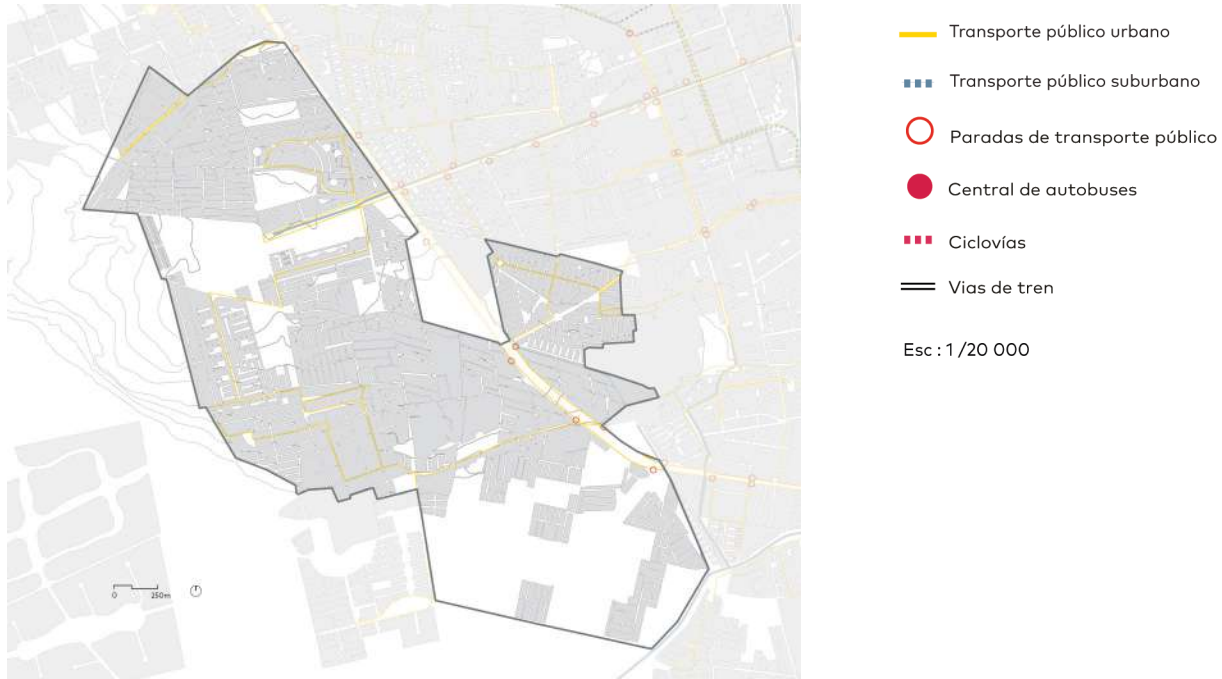 Transporte público urbano
Transporte público suburbano
Paradas de transporte público
Central de autobuses
Ciclovías
Vias de tren
Esc : 1 /20 000
0 250m